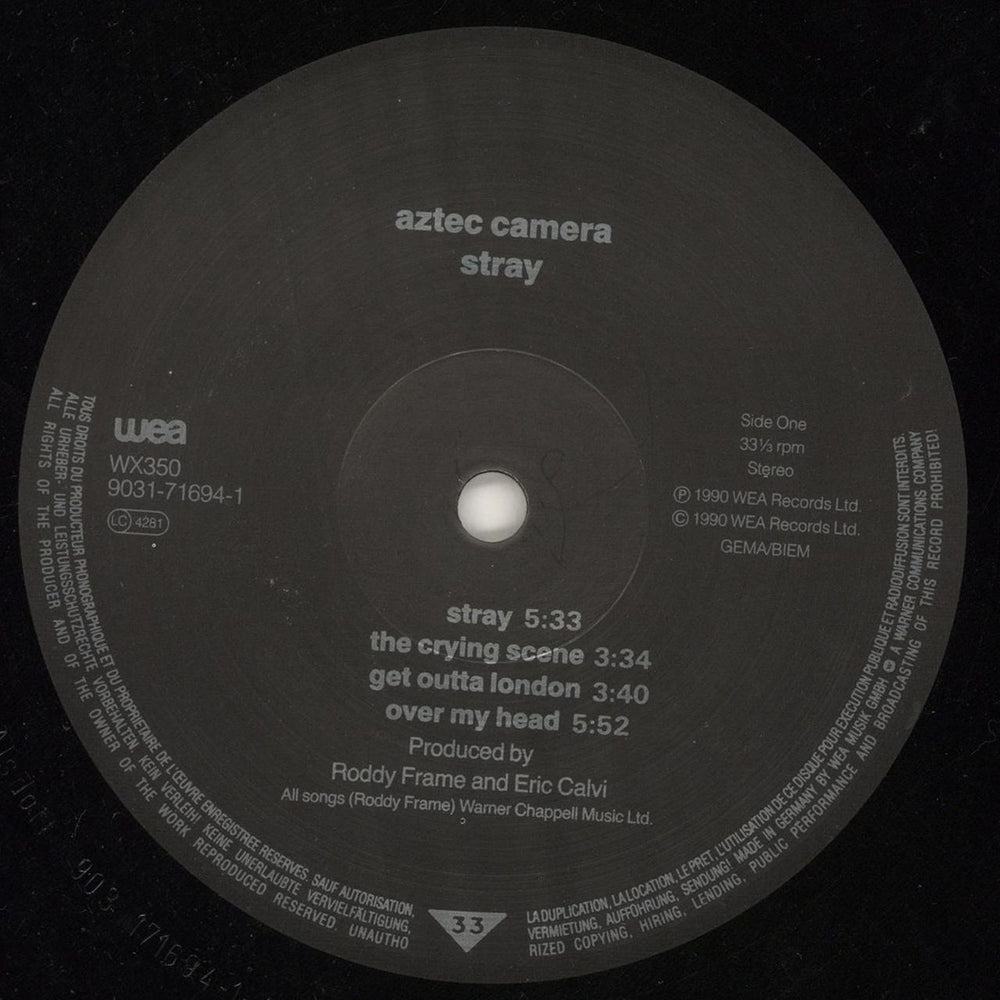 aztec camera
stray
wea
WX350
9031-71694-1
LC 4281
Side One
33⅓ rpm
Stereo
Ⓟ 1990 WEA Records Ltd.
© 1990 WEA Records Ltd.
GEMA/BIEM
stray 5:33
the crying scene 3:34
get outta london 3:40
over my head 5:52
Produced by
Roddy Frame and Eric Calvi
All songs (Roddy Frame) Warner Chappell Music Ltd.
TOUS DROITS DU PRODUCTEUR PHONOGRAPHIQUE ET DU PROPRIETAIRE DE L'ŒUVRE ENREGISTREE RESERVES. SAUF AUTORISATION, LA DUPLICATION, LA LOCATION, LE PRET, L'UTILISATION DE CE DISQUE POUR EXECUTION PUBLIQUE ET RADIODIFFUSION SONT INTERDITS.
ALLE URHEBER- UND LEISTUNGSSCHUTZRECHTE VORBEHALTEN. KEIN VERLEIH! KEINE UNERLAUBTE VERVIELFÄLTIGUNG, VERMIETUNG, AUFFÜHRUNG, SENDUNG! MADE IN GERMANY BY WEA MUSIK GMBH A WARNER COMMUNICATIONS COMPANY
ALL RIGHTS OF THE PRODUCER AND OF THE OWNER OF THE WORK REPRODUCED RESERVED. UNAUTHORIZED COPYING, HIRING, LENDING, PUBLIC PERFORMANCE AND BROADCASTING OF THIS RECORD PROHIBITED!
33